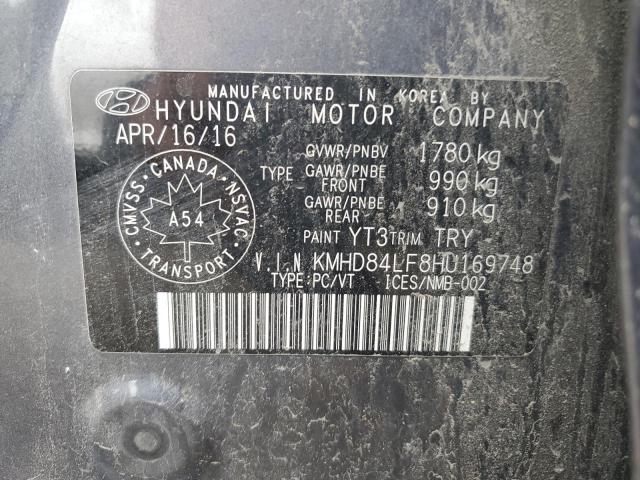 MANUFACTURED IN KOREA BY
HYUNDAI MOTOR COMPANY
APR/16/16
GVWR/PNBV 1780 kg
TYPE GAWR/PNBE FRONT 990 kg
GAWR/PNBE REAR 910 kg
CMVSS · CANADA · NSVAC
A54
TRANSPORT
PAINT YT3 TRIM TRY
V.I.N KMHD84LF8HU169748
TYPE:PC/VT ICES/NMB-002